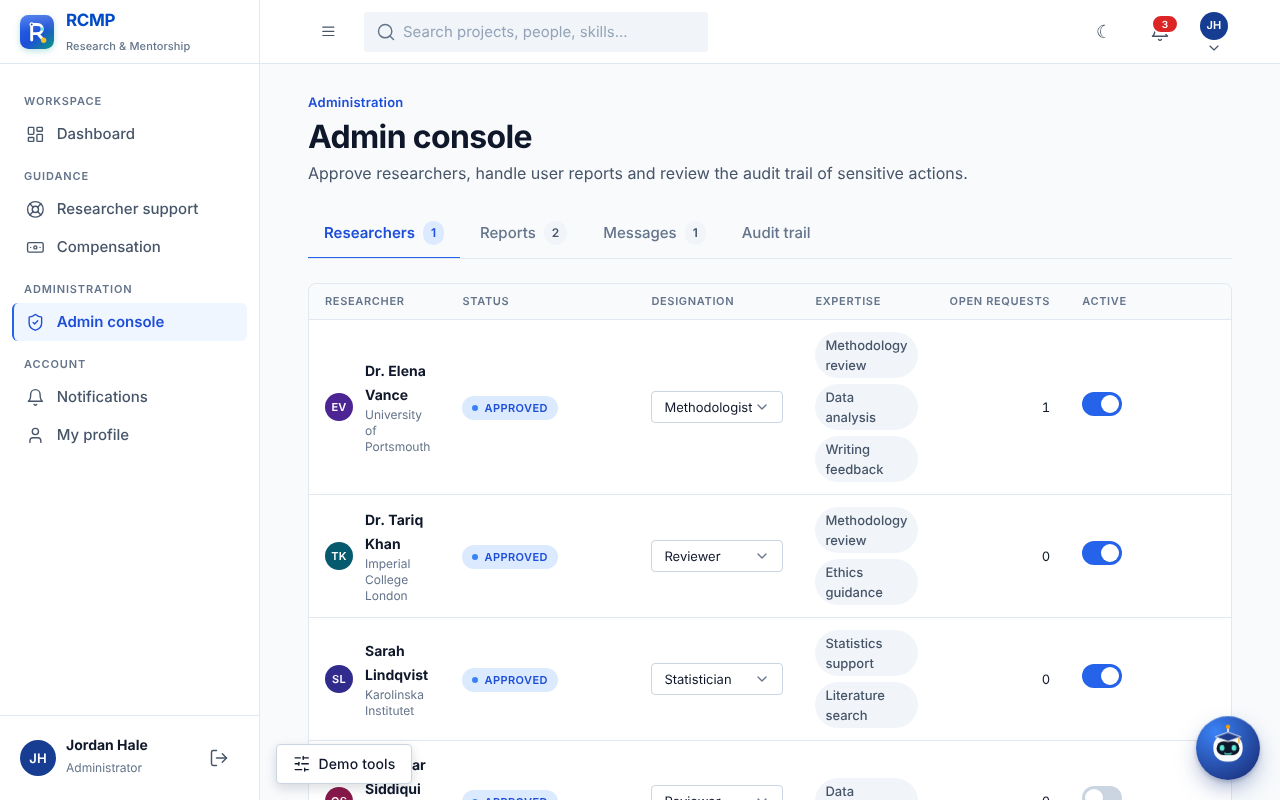 RCMP
Research & Mentorship
Search projects, people, skills...
3
JH
WORKSPACE
Dashboard
GUIDANCE
Researcher support
Compensation
ADMINISTRATION
Admin console
ACCOUNT
Notifications
My profile
Jordan Hale
Administrator
JH
Administration
Admin console
Approve researchers, handle user reports and review the audit trail of sensitive actions.
Researchers 1
Reports 2
Messages 1
Audit trail
RESEARCHER STATUS DESIGNATION EXPERTISE OPEN REQUESTS ACTIVE
EV
Dr. Elena
Vance
University
of
Portsmouth
APPROVED
Methodologist
Methodology
review
Data
analysis
Writing
feedback
1
TK
Dr. Tariq
Khan
Imperial
College
London
APPROVED
Reviewer
Methodology
review
Ethics
guidance
0
SL
Sarah
Lindqvist
Karolinska
Institutet
APPROVED
Statistician
Statistics
support
Literature
search
0
Siddiqui
APPROVED
Reviewer
Data
0
Demo tools